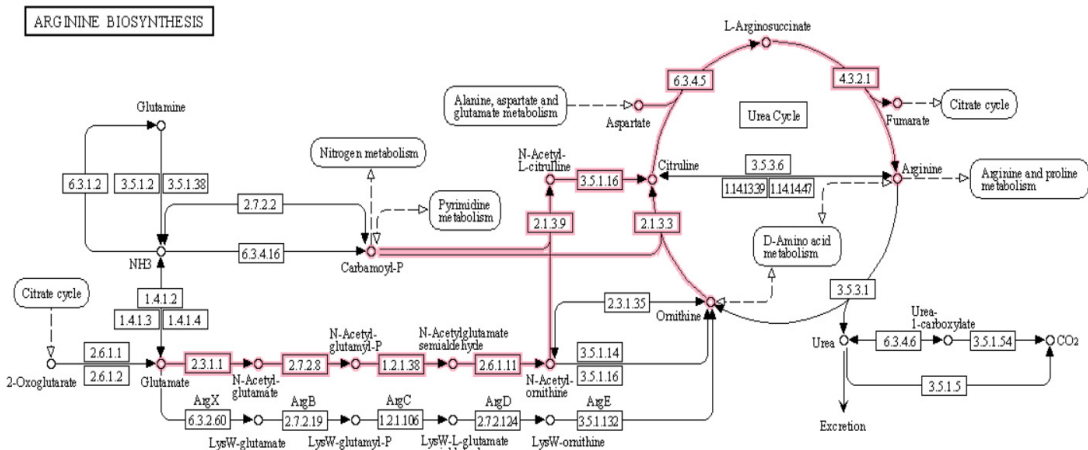 ARGININE BIOSYNTHESIS
L-Arginosuccinate
6.3.4.5
4.3.2.1
Alanine, aspartate and
glutamate metabolism
Aspartate
Fumarate
Citrate cycle
Urea Cycle
Glutamine
Nitrogen metabolism
N-Acetyl-
L-citrulline
3.5.1.16
Citruline
3.5.3.6
1.14.13.39
1.14.14.47
Arginine
Arginine and proline
metabolism
6.3.1.2
3.5.1.2
3.5.1.38
2.7.2.2
Pyrimidine
metabolism
2.1.3.9
2.1.3.3
D-Amino acid
metabolism
NH3
6.3.4.16
Carbamoyl-P
Citrate cycle
1.4.1.2
1.4.1.3
1.4.1.4
2.3.1.35
Ornithine
3.5.3.1
Urea-
1-carboxylate
2.6.1.1
2.6.1.2
2-Oxoglutarate
Glutamate
2.3.1.1
N-Acetyl-
glutamate
2.7.2.8
N-Acetyl-
glutamyl-P
1.2.1.38
N-Acetylglutamate
semialdehyde
2.6.1.11
N-Acetyl-
ornithine
3.5.1.14
3.5.1.16
Urea
6.3.4.6
3.5.1.54
CO2
3.5.1.5
Excretion
ArgX
6.3.2.60
LysW-glutamate
ArgB
2.7.2.19
LysW-glutamyl-P
ArgC
1.2.1.106
LysW-L-glutamate
ArgD
2.7.2.124
LysW-ornithine
ArgE
3.5.1.132